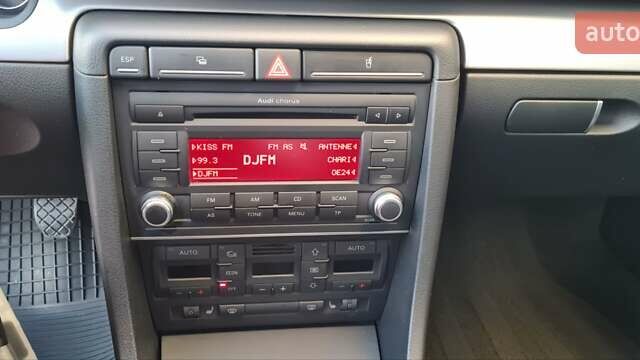 auto
ESP
Audi chorus
KISS FM FM AS ANTENNE
99.3 DJFM CHARI
DJFM OE24
FM AM CD SCAN
AS TONE MENU TP
AUTO AUTO
ECON
OFF